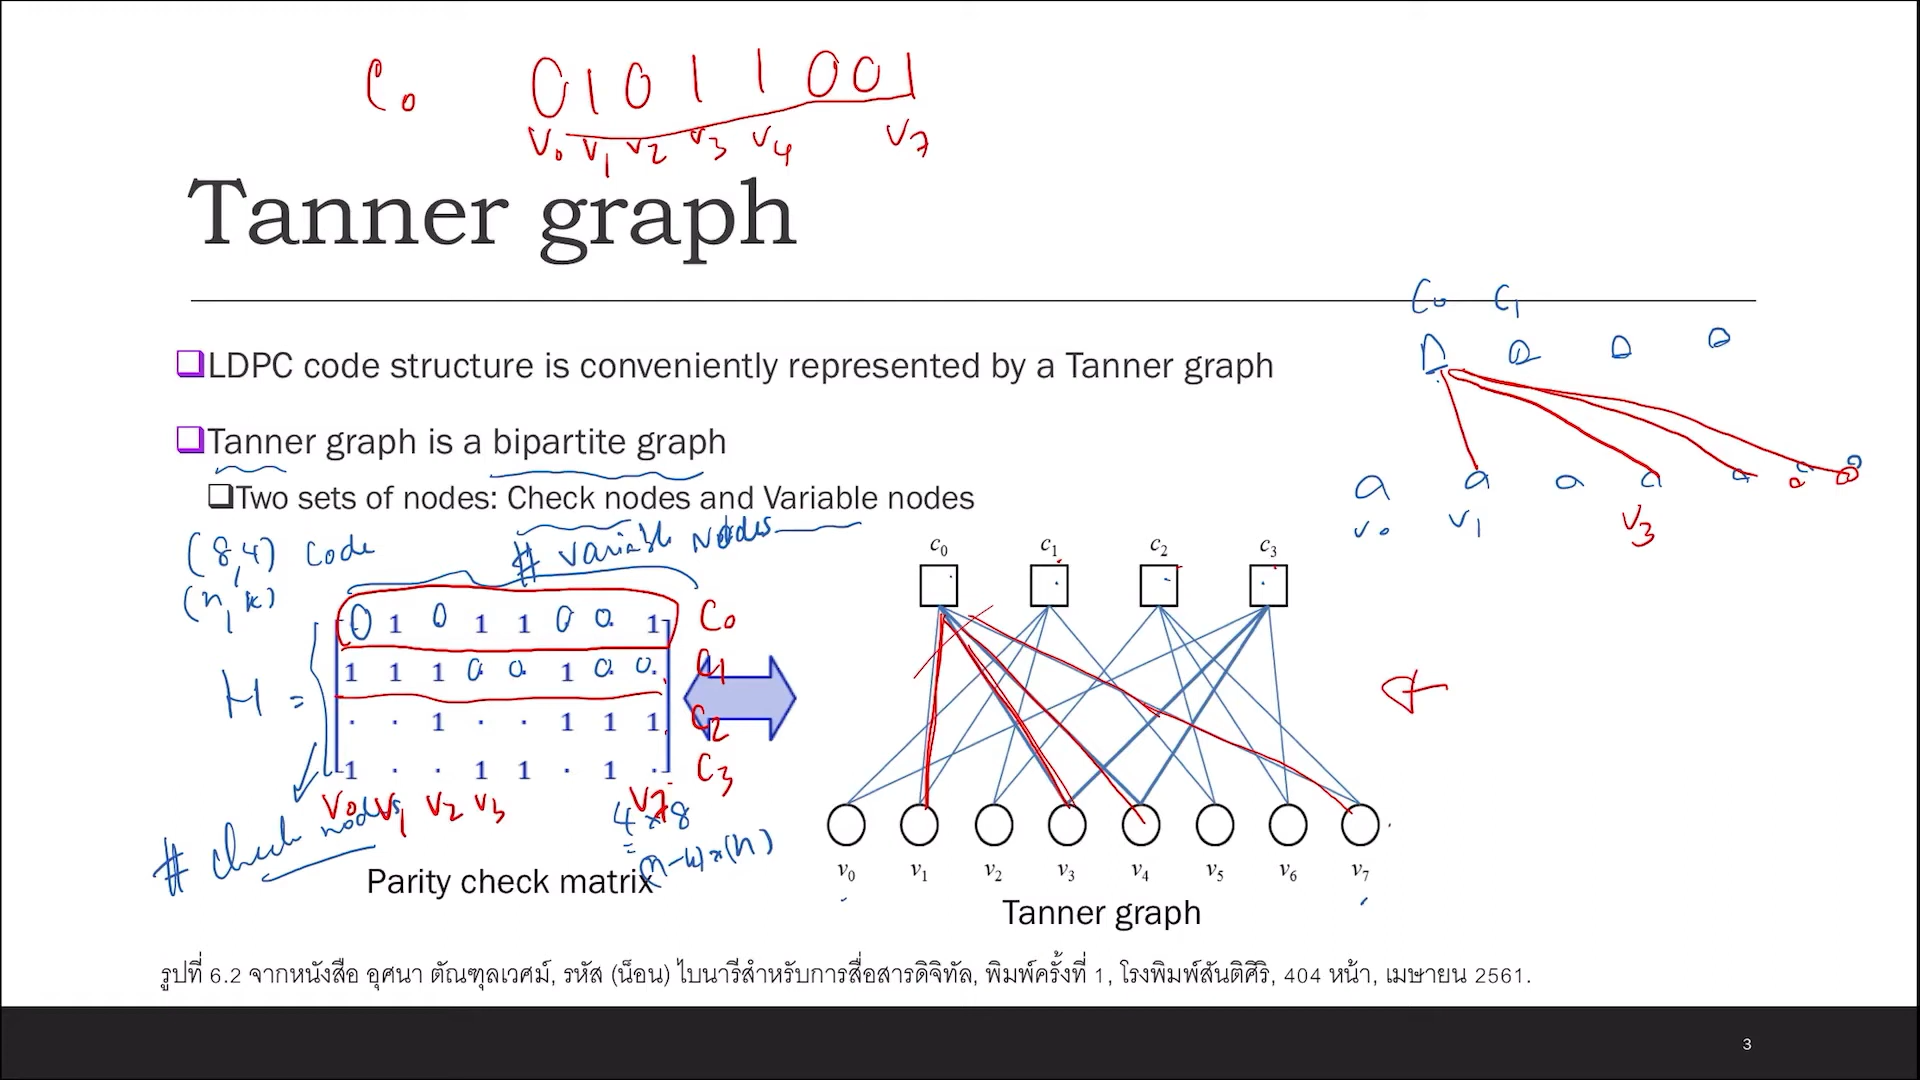 C0 0 1 0 1 1 0 0 1
V0 V1 V2 V3 V4 V7
Tanner graph
C0 C1
LDPC code structure is conveniently represented by a Tanner graph
Tanner graph is a bipartite graph
Two sets of nodes: Check nodes and Variable nodes
V0 V1 V3
(8,4) Code
# Variable Nodes
(n,k)
c0 c1 c2 c3
0 1 0 1 1 0 0 1 C0
1 1 1 0 0 1 0 0 C1
H =
· · 1 · · 1 1 1 C2
1 · · 1 1 · 1 · C3
V0 V1 V2 V3 V7
# check nodes
4 x 8
= (n-k) x (n)
v0 v1 v2 v3 v4 v5 v6 v7
Parity check matrix
Tanner graph
รูปที่ 6.2 จากหนังสือ อุศนา ตัณฑุลเวศม์, รหัส (น็อน) ไบนารีสำหรับการสื่อสารดิจิทัล, พิมพ์ครั้งที่ 1, โรงพิมพ์สันติศิริ, 404 หน้า, เมษายน 2561.
3